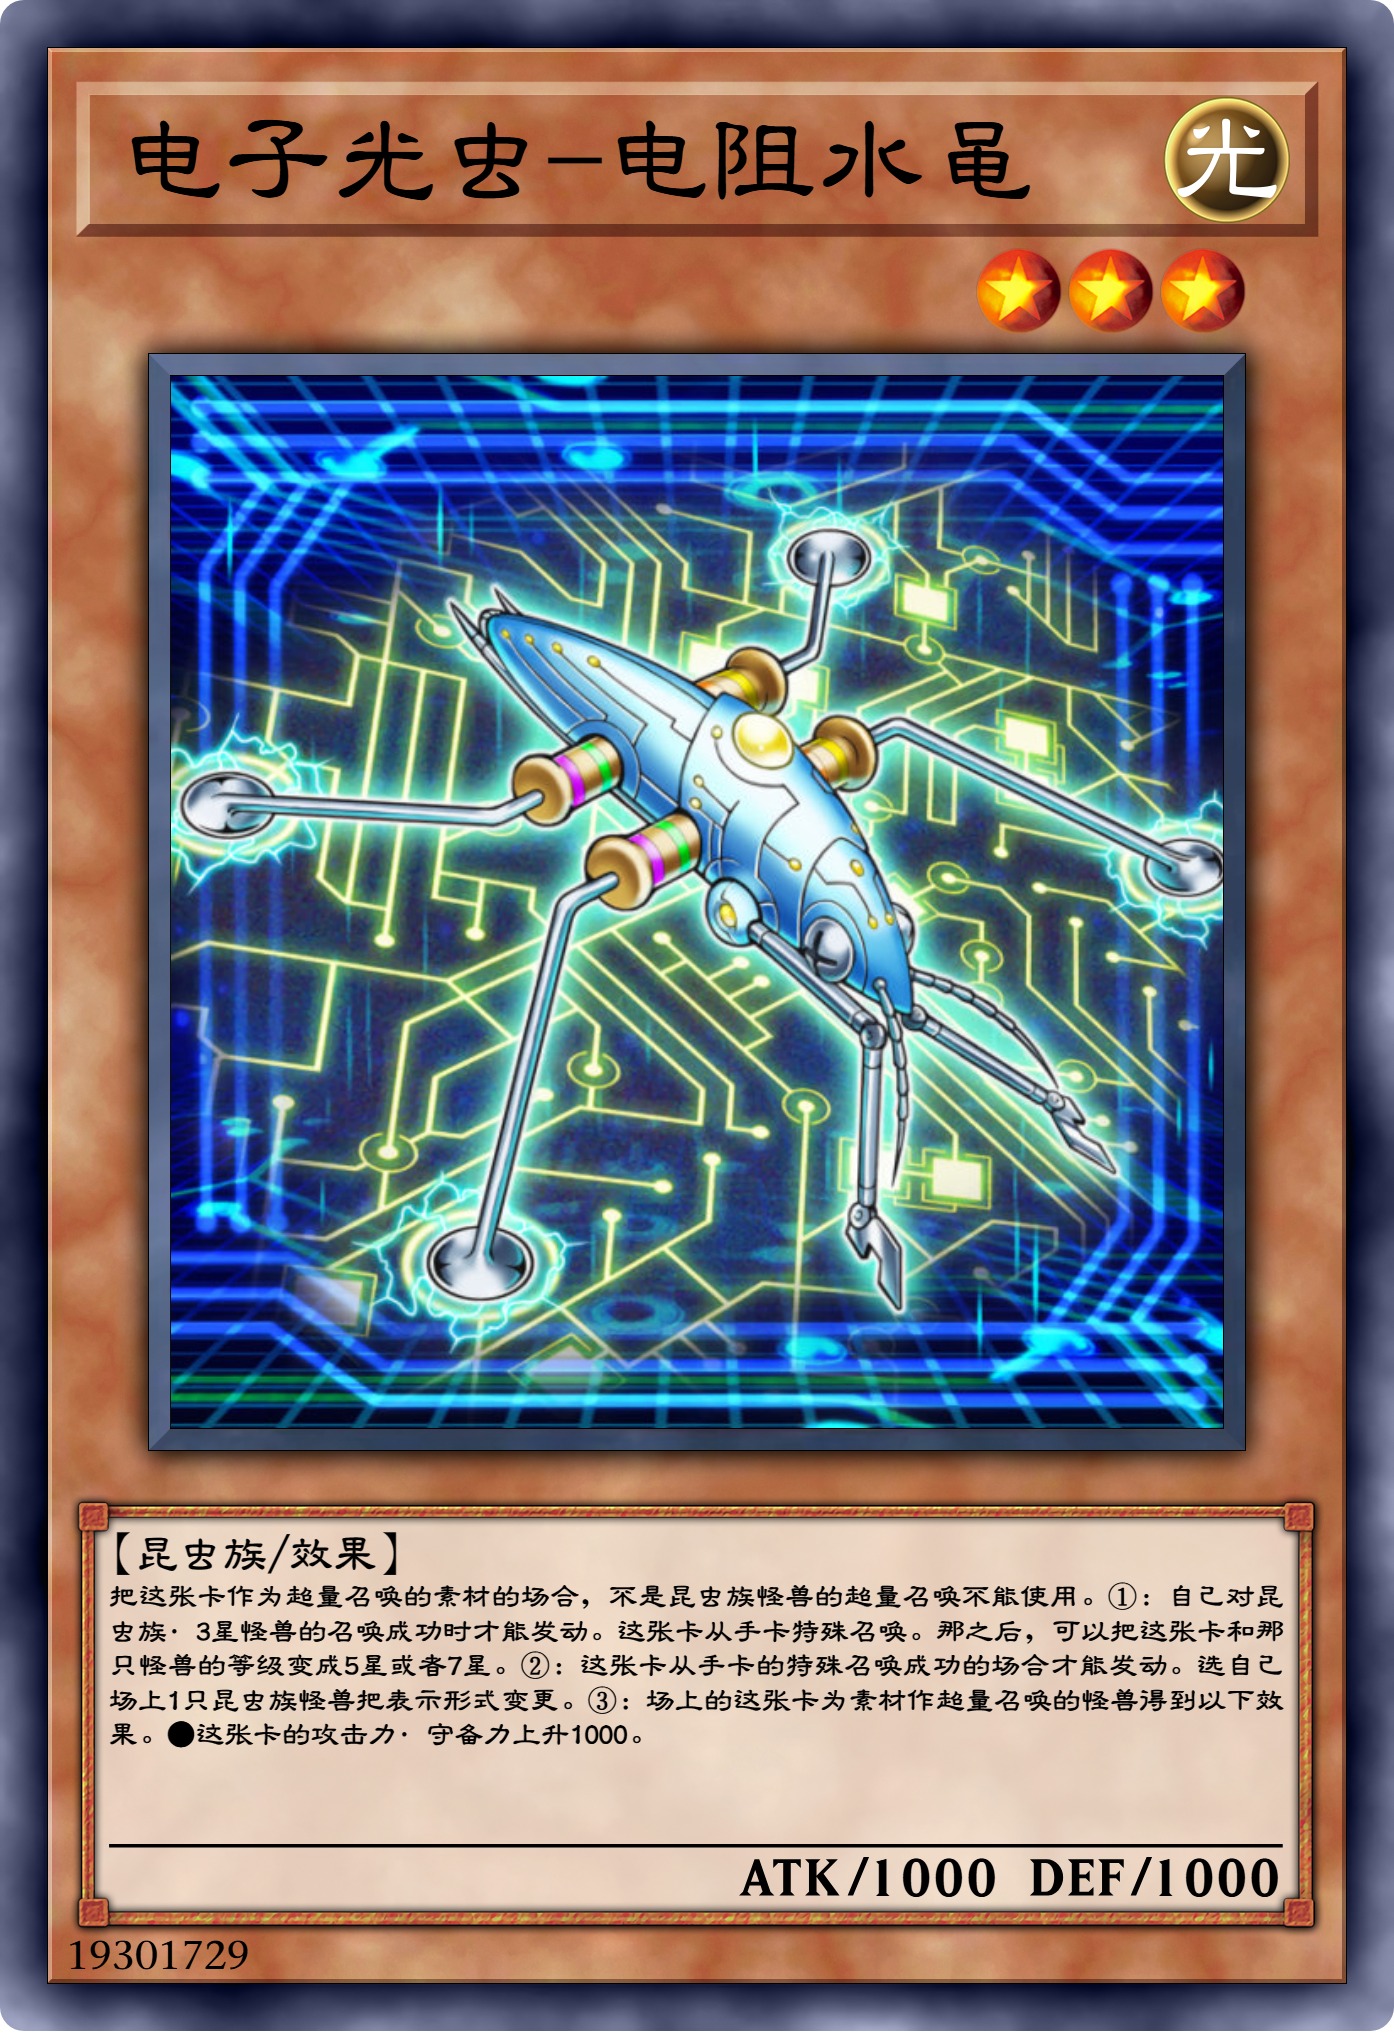 电子光虫-电阻水黾
光
【昆虫族/效果】
把这张卡作为超量召唤的素材的场合，不是昆虫族怪兽的超量召唤不能使用。①：自己对昆
虫族·3星怪兽的召唤成功时才能发动。这张卡从手卡特殊召唤。那之后，可以把这张卡和那
只怪兽的等级变成5星或者7星。②：这张卡从手卡的特殊召唤成功的场合才能发动。选自己
场上1只昆虫族怪兽把表示形式变更。③：场上的这张卡为素材作超量召唤的怪兽得到以下效
果。●这张卡的攻击力·守备力上升1000。
ATK/1000 DEF/1000
19301729